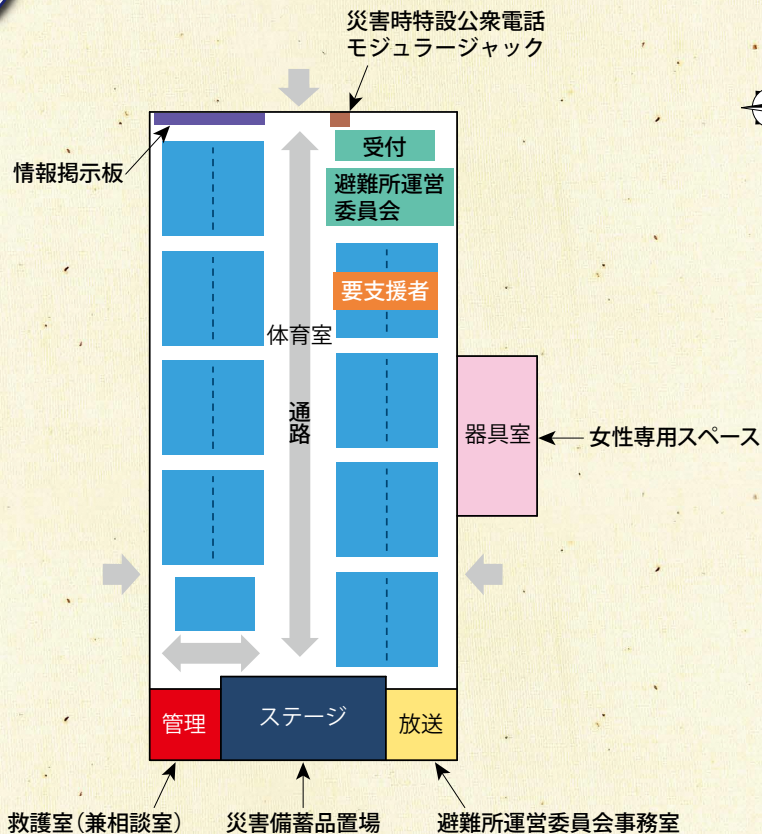 災害時特設公衆電話
モジュラージャック
情報掲示板
受付
避難所運営
委員会
要支援者
体育室
通路
器具室
女性専用スペース
管理
ステージ
放送
救護室(兼相談室)
災害備蓄品置場
避難所運営委員会事務室